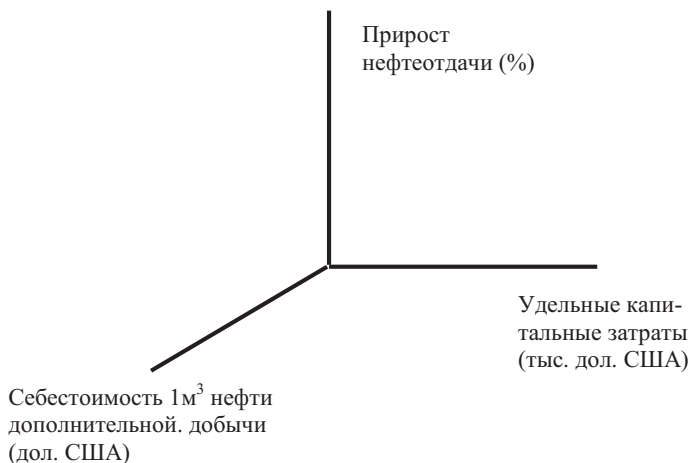 Прирост
нефтеотдачи (%)
Удельные капи-
тальные затраты
(тыс. дол. США)
Себестоимость 1м³ нефти
дополнительной. добычи
(дол. США)